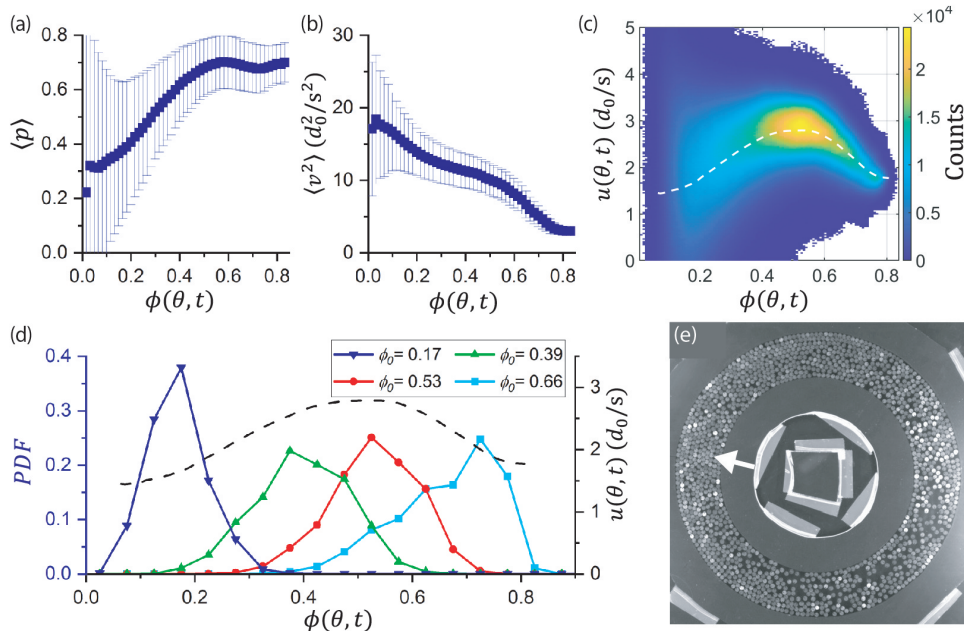 (a)
⟨p⟩
0.8
0.6
0.4
0.2
0.0
0.0 0.2 0.4 0.6 0.8
ϕ(θ, t)
(b)
⟨v²⟩ (d₀²/s²)
30
20
10
0
0.0 0.2 0.4 0.6 0.8
ϕ(θ, t)
(c)
u(θ, t) (d₀/s)
5
4
3
2
1
0
0.2 0.4 0.6 0.8
ϕ(θ, t)
×10⁴
2
1.5
1
0.5
0
Counts
(d)
PDF
0.4
0.3
0.2
0.1
0.0
ϕ₀= 0.17 ϕ₀= 0.39
ϕ₀= 0.53 ϕ₀= 0.66
3
2
1
0
u(θ, t) (d₀/s)
0.0 0.2 0.4 0.6 0.8
ϕ(θ, t)
(e)